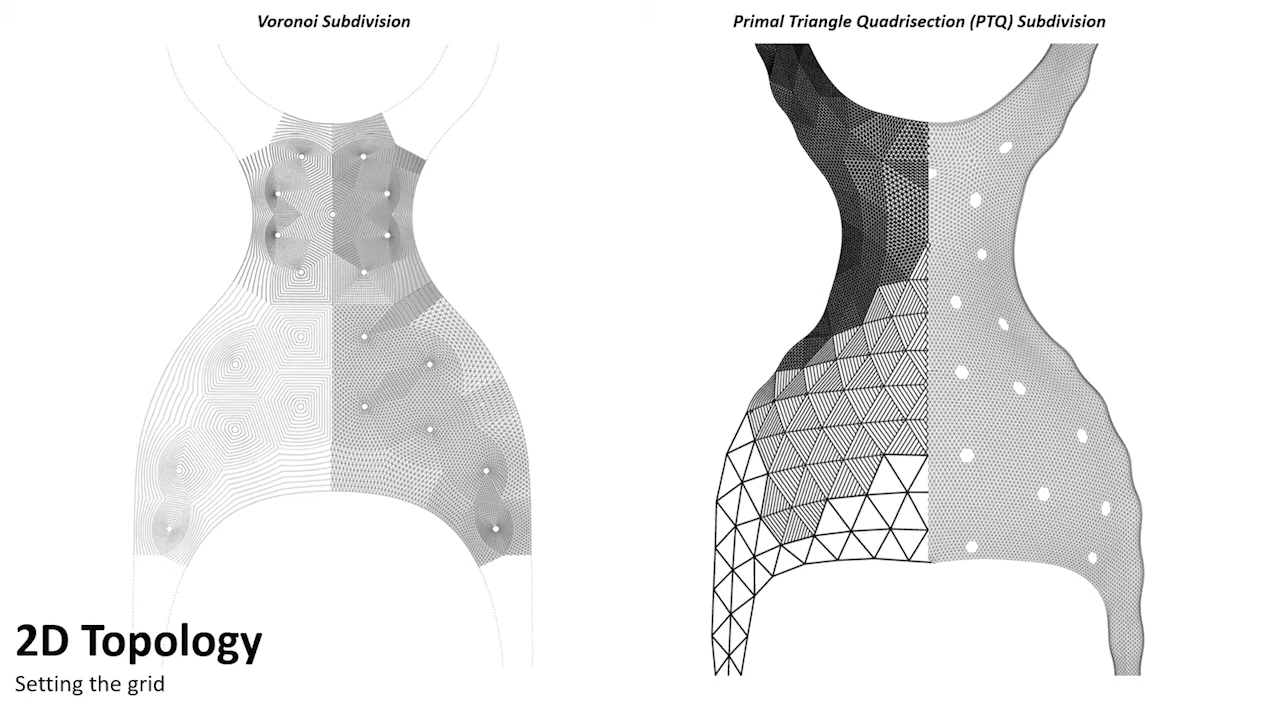 Voronoi Subdivision
Primal Triangle Quadrisection (PTQ) Subdivision
2D Topology
Setting the grid